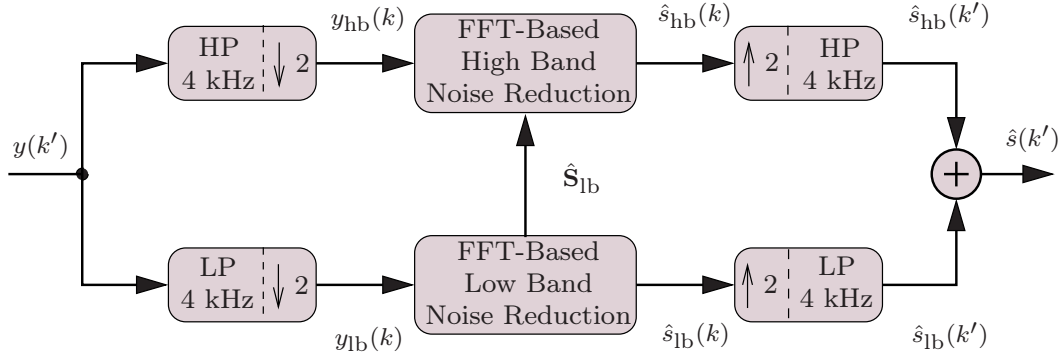 y_hb(k)
ŝ_hb(k)
ŝ_hb(k′)
HP
4 kHz
↓ 2
FFT-Based
High Band
Noise Reduction
↑ 2
HP
4 kHz
y(k′)
Ŝ_lb
+
ŝ(k′)
LP
4 kHz
↓ 2
FFT-Based
Low Band
Noise Reduction
↑ 2
LP
4 kHz
y_lb(k)
ŝ_lb(k)
ŝ_lb(k′)